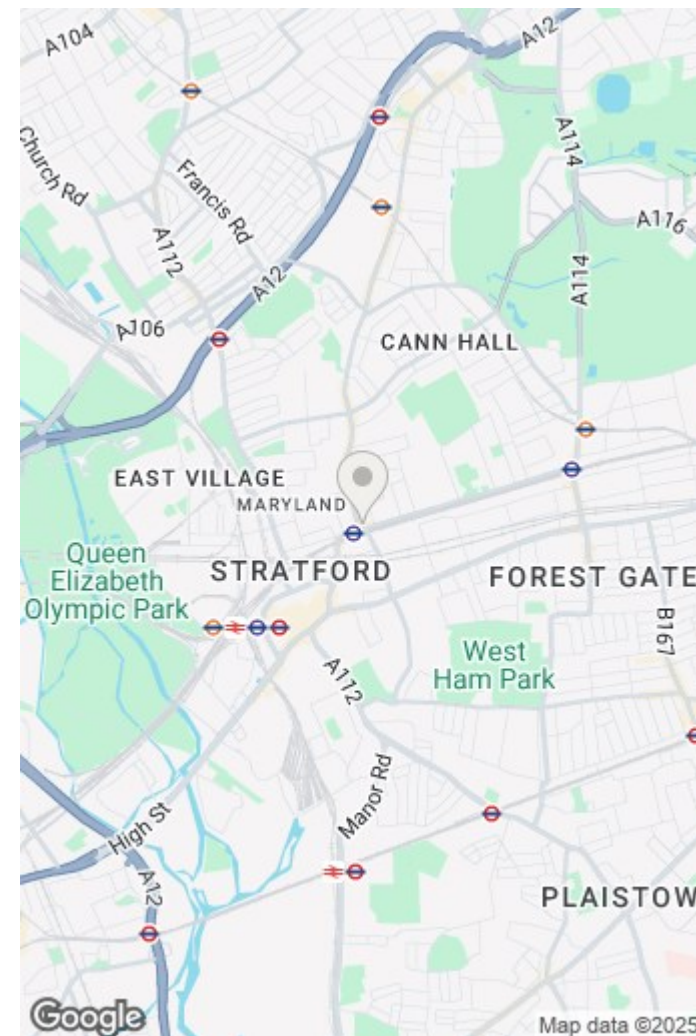 A104
A12
Church Rd
Francis Rd
A114
A116
A112
A12
A114
A106
CANN HALL
EAST VILLAGE
MARYLAND
Queen
Elizabeth
Olympic Park
STRATFORD
FOREST GATE
B167
West
Ham Park
A112
Manor Rd
High St
A12
PLAISTOW
Google
Map data ©2025